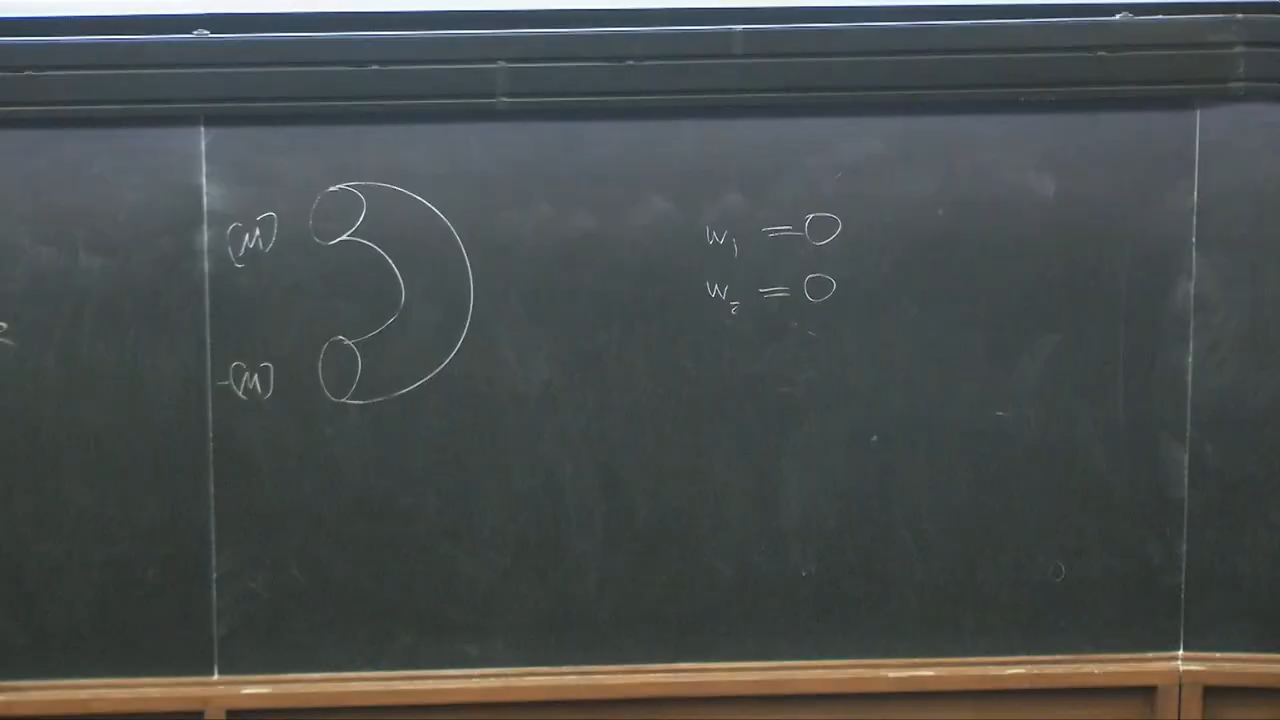 [M]
-[M]
w₁ = 0
w₂ = 0